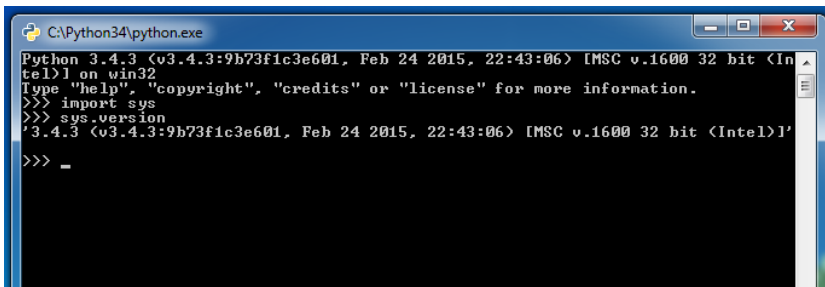 C:\Python34\python.exe
Python 3.4.3 (v3.4.3:9b73f1c3e601, Feb 24 2015, 22:43:06) [MSC v.1600 32 bit (In
tel)] on win32
Type "help", "copyright", "credits" or "license" for more information.
>>> import sys
>>> sys.version
'3.4.3 (v3.4.3:9b73f1c3e601, Feb 24 2015, 22:43:06) [MSC v.1600 32 bit (Intel)]'
>>> _